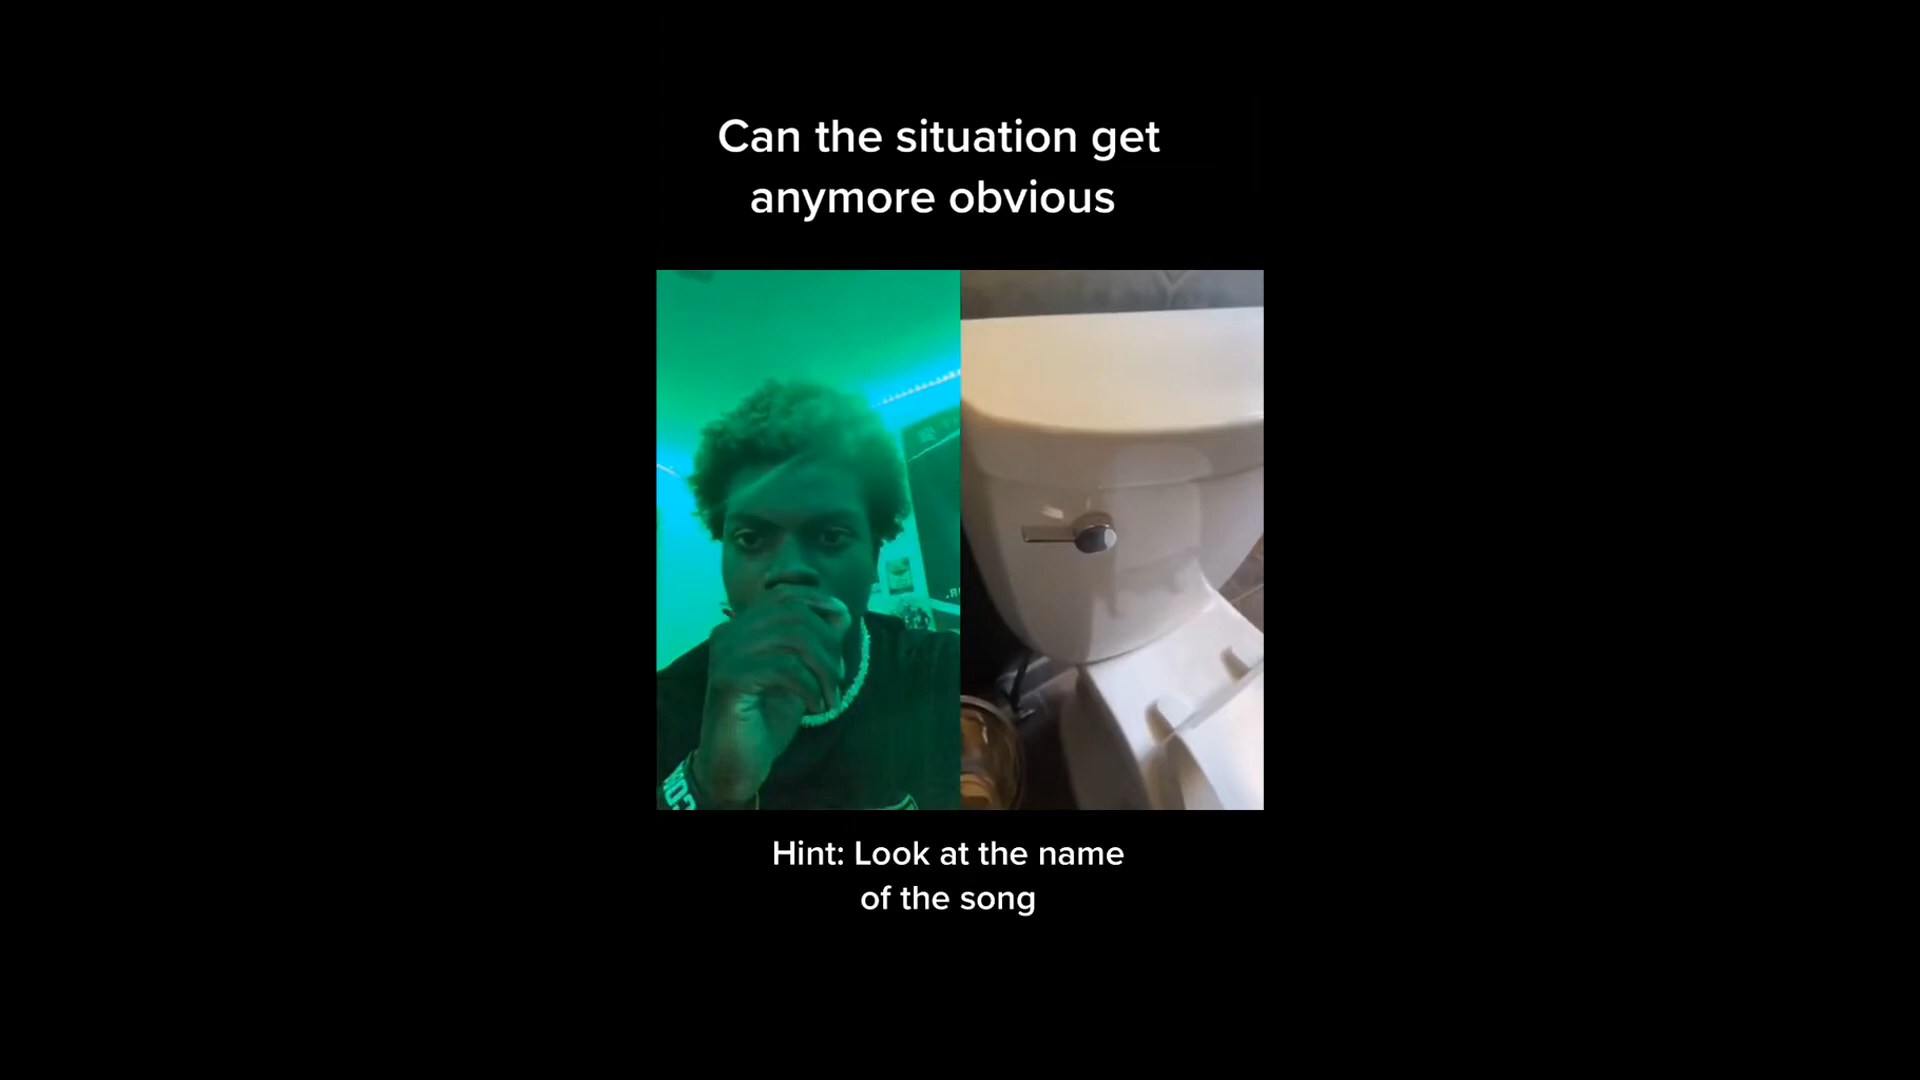 Can the situation get
anymore obvious
Hint: Look at the name
of the song